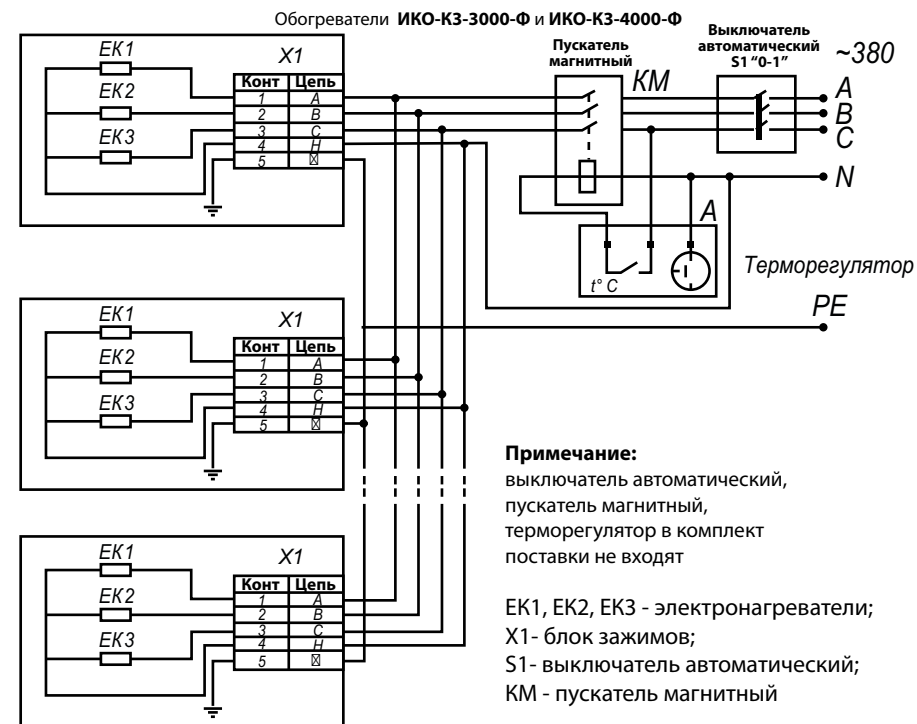 Обогреватели ИКО-КЗ-3000-Ф и ИКО-КЗ-4000-Ф
Пускатель магнитный
КМ
Выключатель автоматический S1 “0-1”
~380
A
B
C
N
A
t° C
Терморегулятор
PE
EK1
EK2
EK3
X1
Конт Цепь
1 A
2 B
3 C
4 H
5
EK1
EK2
EK3
X1
Конт Цепь
1 A
2 B
3 C
4 H
5
EK1
EK2
EK3
X1
Конт Цепь
1 A
2 B
3 C
4 H
5
Примечание:
выключатель автоматический,
пускатель магнитный,
терморегулятор в комплект
поставки не входят
EK1, EK2, EK3 - электронагреватели;
X1- блок зажимов;
S1- выключатель автоматический;
КМ - пускатель магнитный